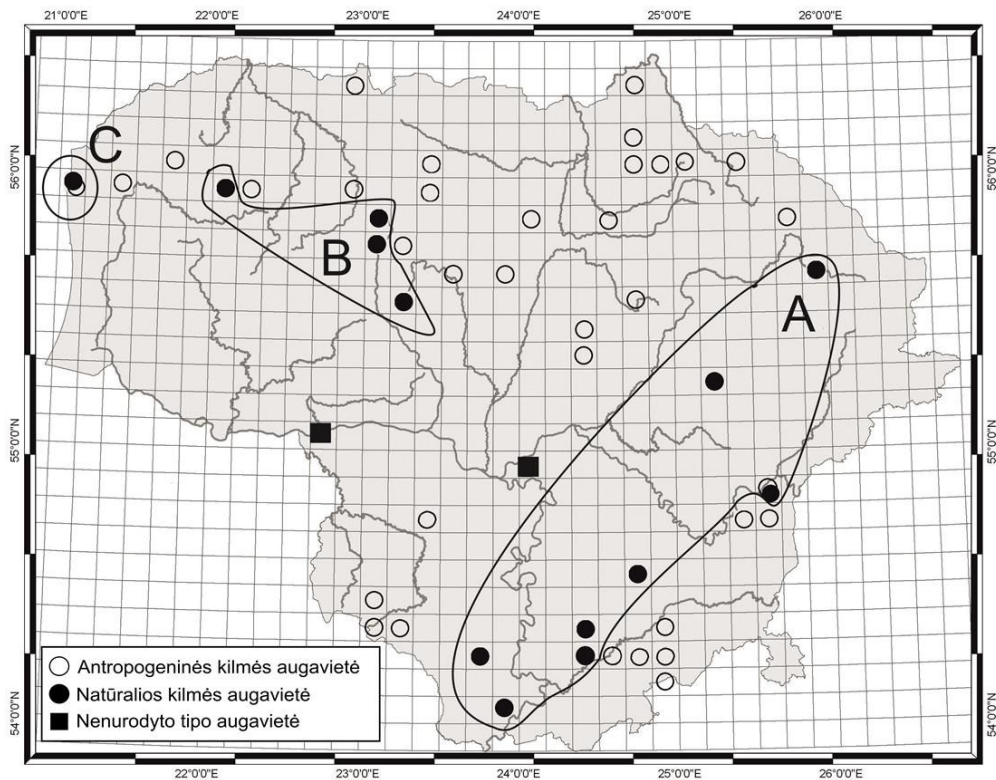 21°0'0"E 22°0'0"E 23°0'0"E 24°0'0"E 25°0'0"E 26°0'0"E
56°0'0"N 56°0'0"N
C
B
A
55°0'0"N 55°0'0"N
54°0'0"N 54°0'0"N
Antropogeninės kilmės augavietė
Natūralios kilmės augavietė
Nenurodyto tipo augavietė
22°0'0"E 23°0'0"E 24°0'0"E 25°0'0"E 26°0'0"E